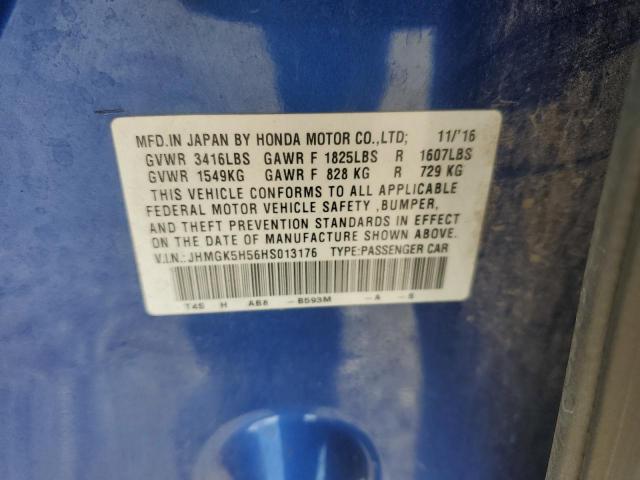 MFD.IN JAPAN BY HONDA MOTOR CO.,LTD; 11/'16
GVWR 3416LBS GAWR F 1825LBS R 1607LBS
GVWR 1549KG GAWR F 828 KG R 729 KG
THIS VEHICLE CONFORMS TO ALL APPLICABLE
FEDERAL MOTOR VEHICLE SAFETY ,BUMPER,
AND THEFT PREVENTION STANDARDS IN EFFECT
ON THE DATE OF MANUFACTURE SHOWN ABOVE.
V.I.N.: JHMGK5H56HS013176 TYPE:PASSENGER CAR
T4S H AB8 -B593M -A -S